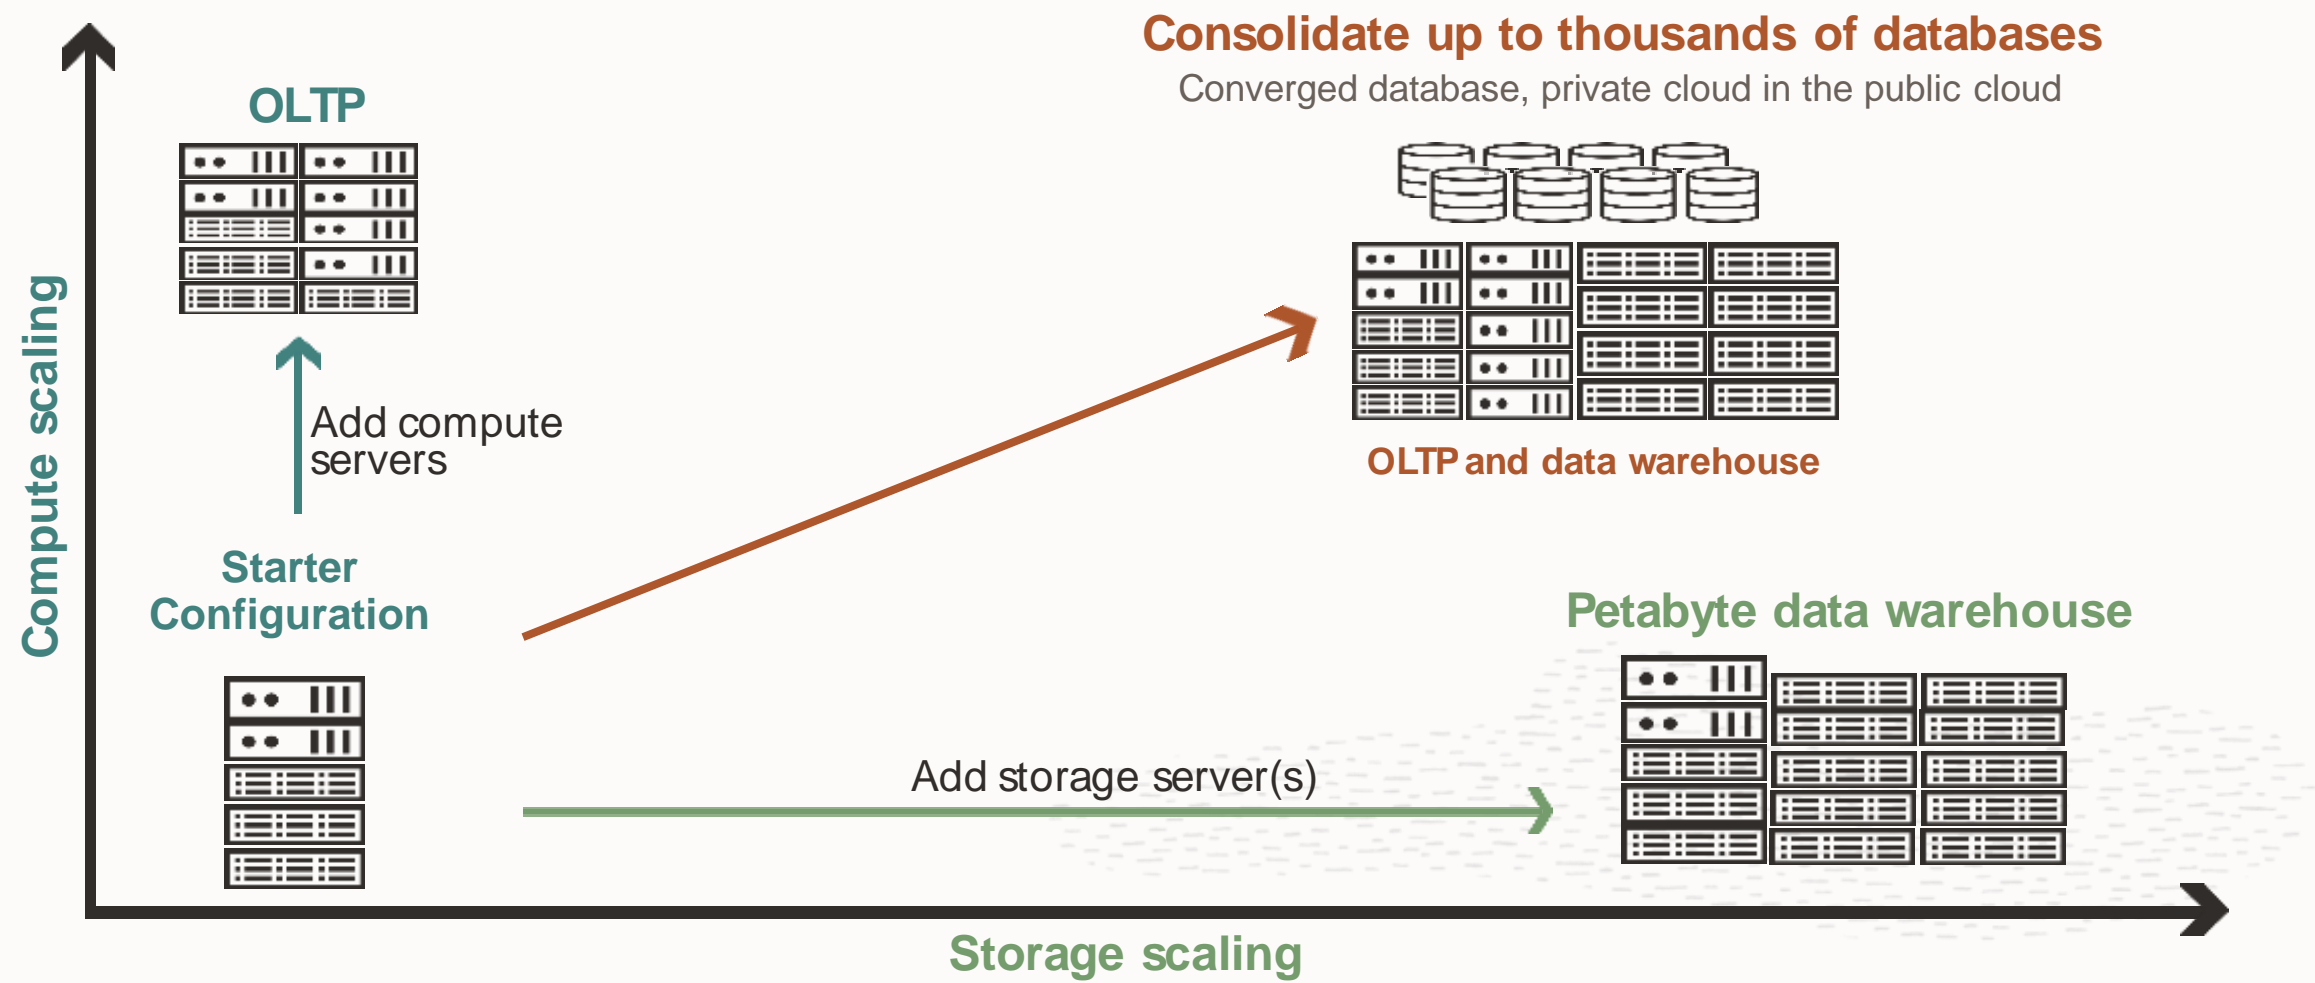 Consolidate up to thousands of databases
Converged database, private cloud in the public cloud
OLTP
Compute scaling
Add compute
servers
OLTP and data warehouse
Starter
Configuration
Petabyte data warehouse
Add storage server(s)
Storage scaling